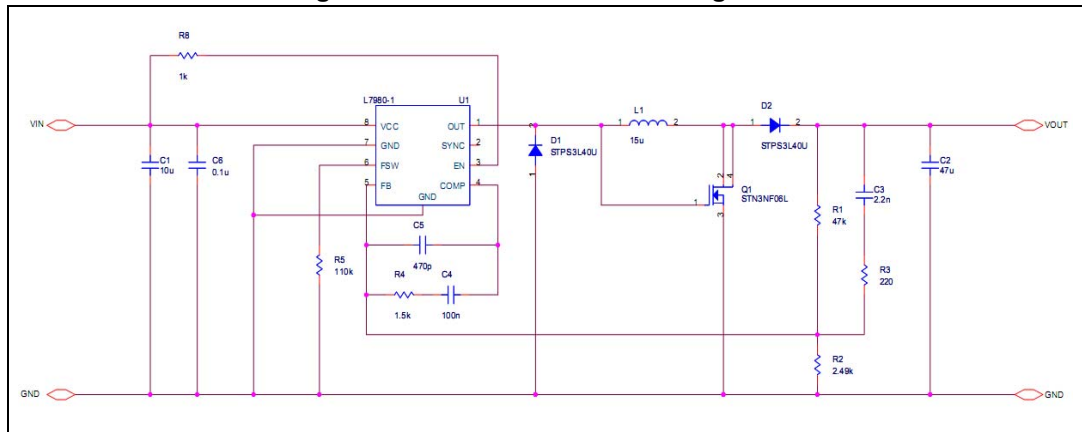 R8
1k
L7980-1 U1
VIN
8 VCC OUT 1
7 GND SYNC 2
6 FSW EN 3
5 FB COMP 4
GND
C1
10u
C6
0.1u
R5
110k
C5
470p
R4 C4
1.5k 100n
2
D1
STPS3L40U
1
L1
1 2
15u
D2
1 2
STPS3L40U
VOUT
2 4
1
3
Q1
STN3NF06L
R1
47k
C3
2.2n
R3
220
C2
47u
R2
2.49k
GND
GND